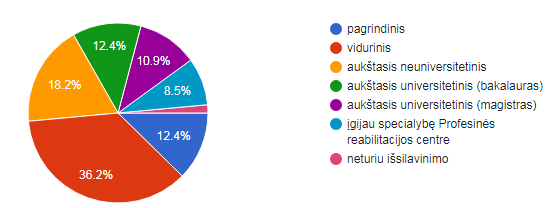 12.4%
10.9%
18.2%
8.5%
12.4%
36.2%
pagrindinis
vidurinis
aukštasis neuniversitetinis
aukštasis universitetinis (bakalauras)
aukštasis universitetinis (magistras)
įgijau specialybę Profesinės
reabilitacijos centre
neturiu išsilavinimo